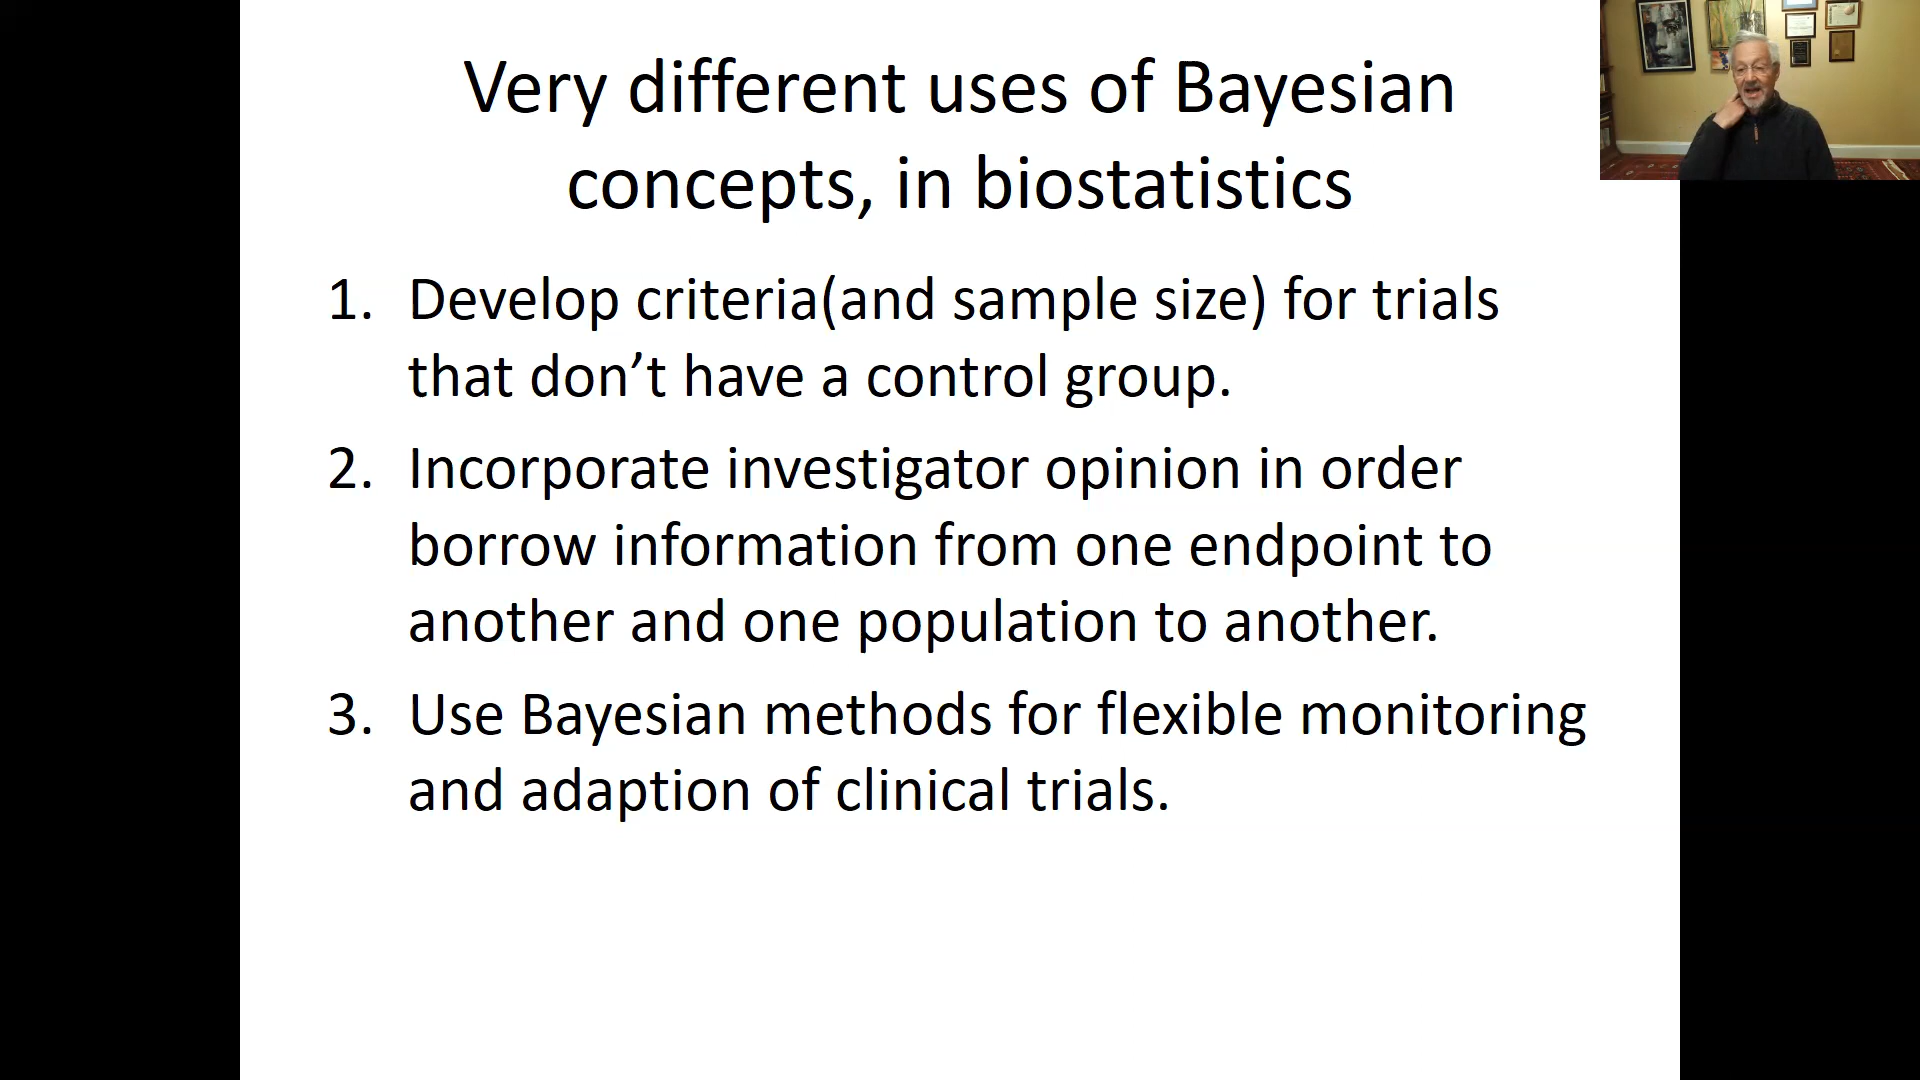 Very different uses of Bayesian
concepts, in biostatistics
1. Develop criteria(and sample size) for trials
that don’t have a control group.
2. Incorporate investigator opinion in order
borrow information from one endpoint to
another and one population to another.
3. Use Bayesian methods for flexible monitoring
and adaption of clinical trials.